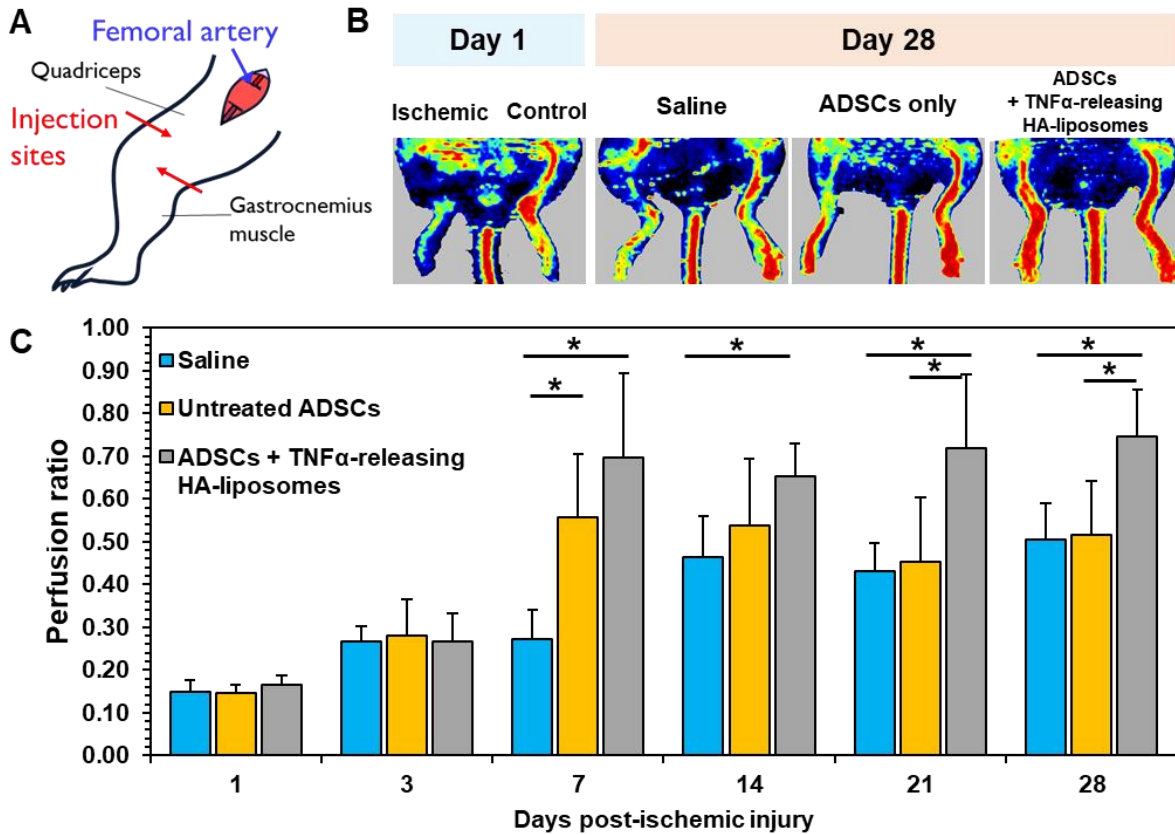 A
Femoral artery
Quadriceps
Injection
sites
Gastrocnemius
muscle
B
Day 1
Day 28
Ischemic Control
Saline
ADSCs only
ADSCs
+ TNFα-releasing
HA-liposomes
C
Perfusion ratio
1.00
0.90
0.80
0.70
0.60
0.50
0.40
0.30
0.20
0.10
0.00
Saline
Untreated ADSCs
ADSCs + TNFα-releasing
HA-liposomes
* * * *
* * *
1 3 7 14 21 28
Days post-ischemic injury